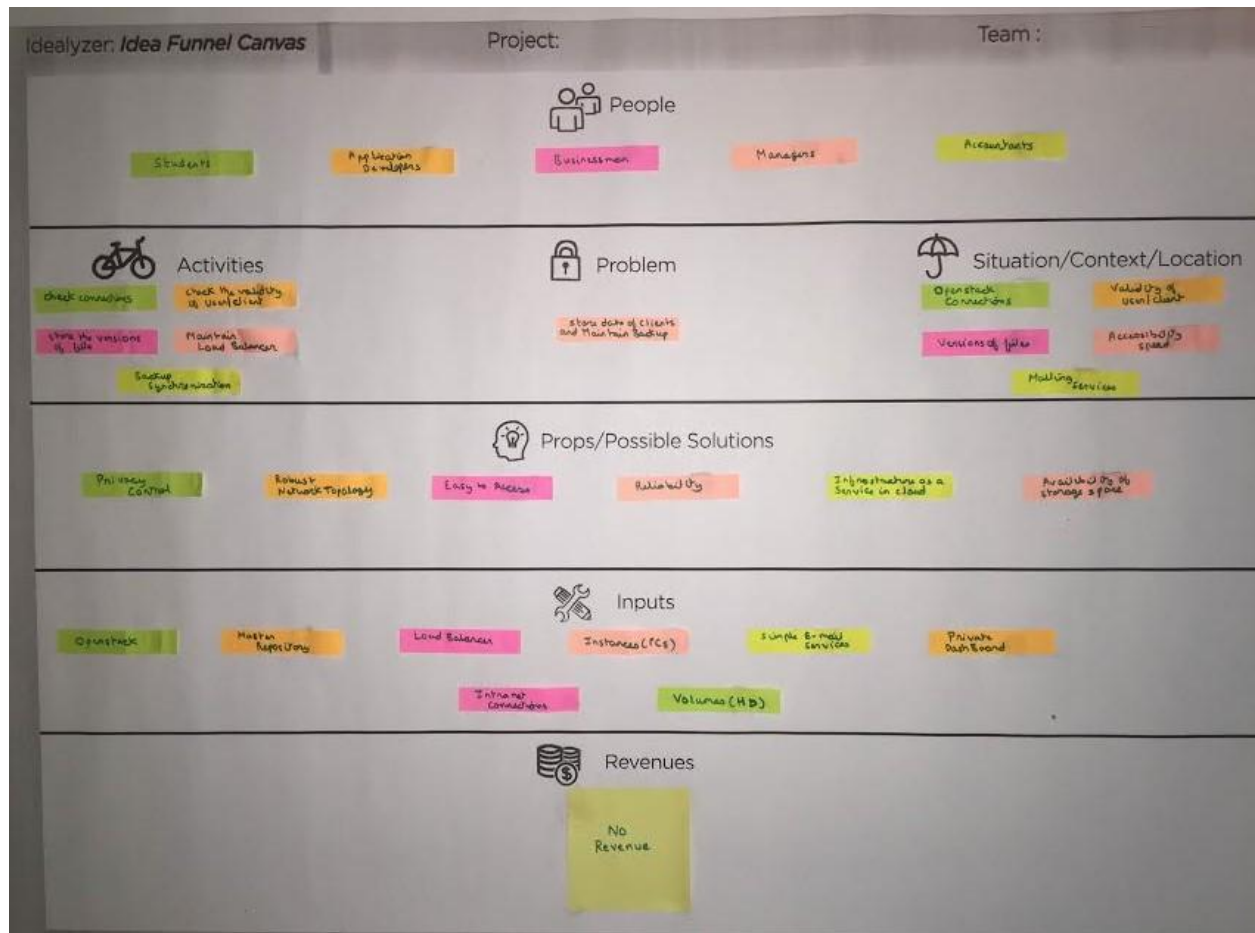 Idealyzer: Idea Funnel Canvas
Project:
Team :
People
Students
Application
Developers
Businessmen
Managers
Accountants
Activities
check connections
check the validity
of user/client
store the versions
of file
Maintain
Load Balancer
Backup
Synchronization
Problem
store data of clients
and Maintain Backup
Situation/Context/Location
Openstack
Connections
Validity of
user/client
Versions of files
Accessibility
speed
Mailing
Services
Props/Possible Solutions
Privacy
Control
Robust
Network Topology
Easy to Access
Reliability
Infrastructure as a
Service in cloud
Availability of
storage space
Inputs
Openstack
Master
Repository
Load Balancer
Instances (PCs)
Simple E-mail
Services
Private
DashBoard
Intranet
Connections
Volumes (HD)
Revenues
No
Revenue